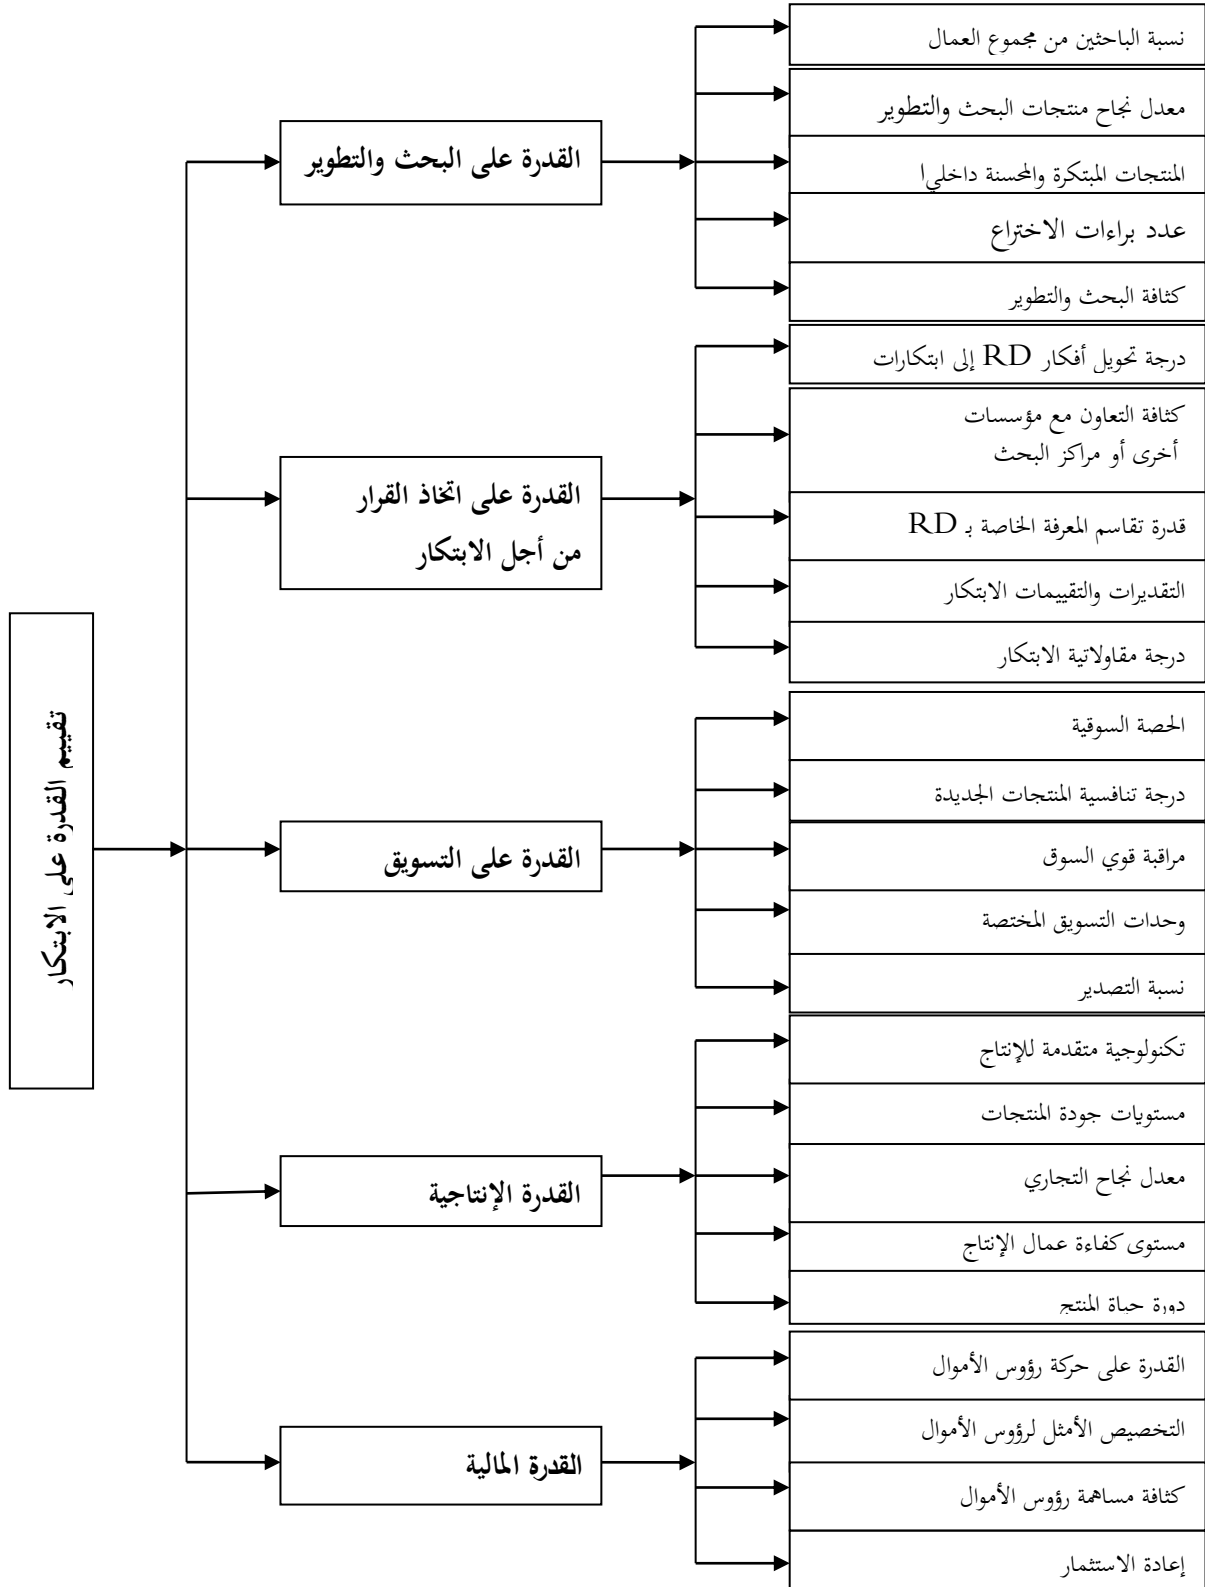 تقييم القدرة على الابتكار
القدرة على البحث والتطوير
نسبة الباحثين من مجموع العمال
معدل نجاح منتجات البحث والتطوير
المنتجات المبتكرة والمحسنة داخليا
عدد براءات الاختراع
كثافة البحث والتطوير
القدرة على اتخاذ القرار
من أجل الابتكار
درجة تحويل أفكار RD إلى ابتكارات
كثافة التعاون مع مؤسسات
أخرى أو مراكز البحث
قدرة تقاسم المعرفة الخاصة بـ RD
التقديرات والتقييمات الابتكار
درجة مقاولاتية الابتكار
القدرة على التسويق
الحصة السوقية
درجة تنافسية المنتجات الجديدة
مراقبة قوي السوق
وحدات التسويق المختصة
نسبة التصدير
القدرة الإنتاجية
تكنولوجية متقدمة للإنتاج
مستويات جودة المنتجات
معدل نجاح التجاري
مستوى كفاءة عمال الإنتاج
دورة حياة المنتج
القدرة المالية
القدرة على حركة رؤوس الأموال
التخصيص الأمثل لرؤوس الأموال
كثافة مساهمة رؤوس الأموال
إعادة الاستثمار